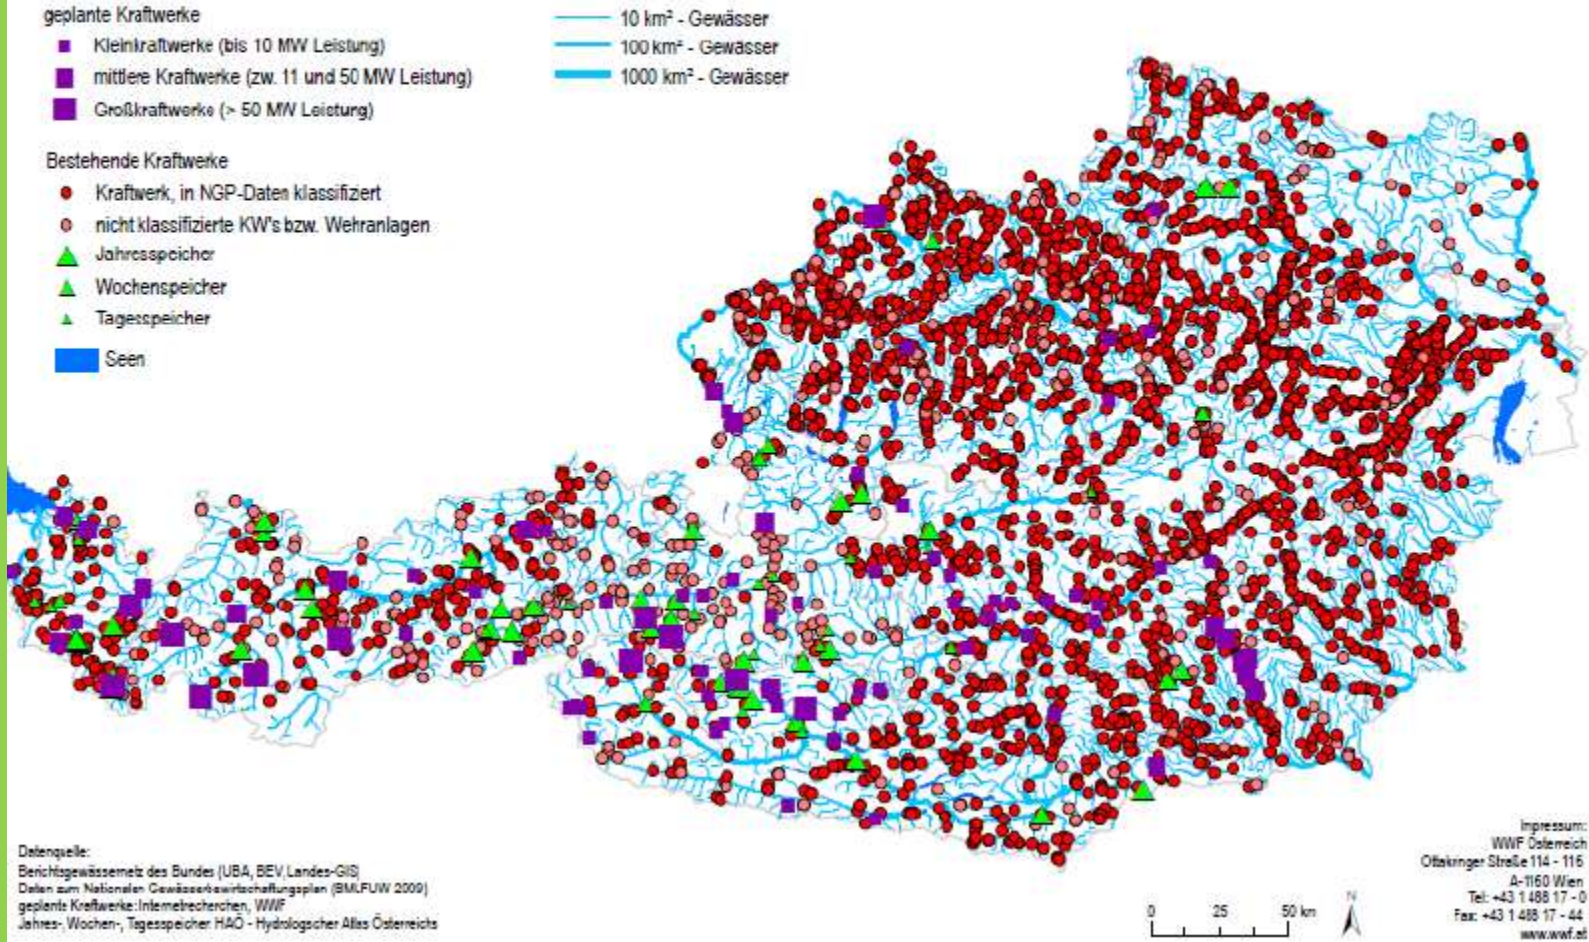 geplante Kraftwerke
Kleinkraftwerke (bis 10 MW Leistung)
mittlere Kraftwerke (zw. 11 und 50 MW Leistung)
Großkraftwerke (> 50 MW Leistung)
10 km² - Gewässer
100 km² - Gewässer
1000 km² - Gewässer
Bestehende Kraftwerke
Kraftwerk, in NGP-Daten klassifiziert
nicht klassifizierte KW's bzw. Wehranlagen
Jahresspeicher
Wochenspeicher
Tagesspeicher
Seen
Datenquelle:
Berichtsgewässernetz des Bundes (UBA, BEV, Landes-GIS)
Daten zum Nationalen Gewässerbewirtschaftungsplan (BMLFUW 2009)
geplante Kraftwerke: Internetrecherchen, WWF
Jahres-, Wochen-, Tagesspeicher: HAÖ - Hydrologscher Atlas Österreichs
0 25 50 km
N
Impressum:
WWF Österreich
Ottakringer Straße 114 - 116
A-1160 Wien
Tel: +43 1 488 17 - 0
Fax: +43 1 488 17 - 44
www.wwf.at